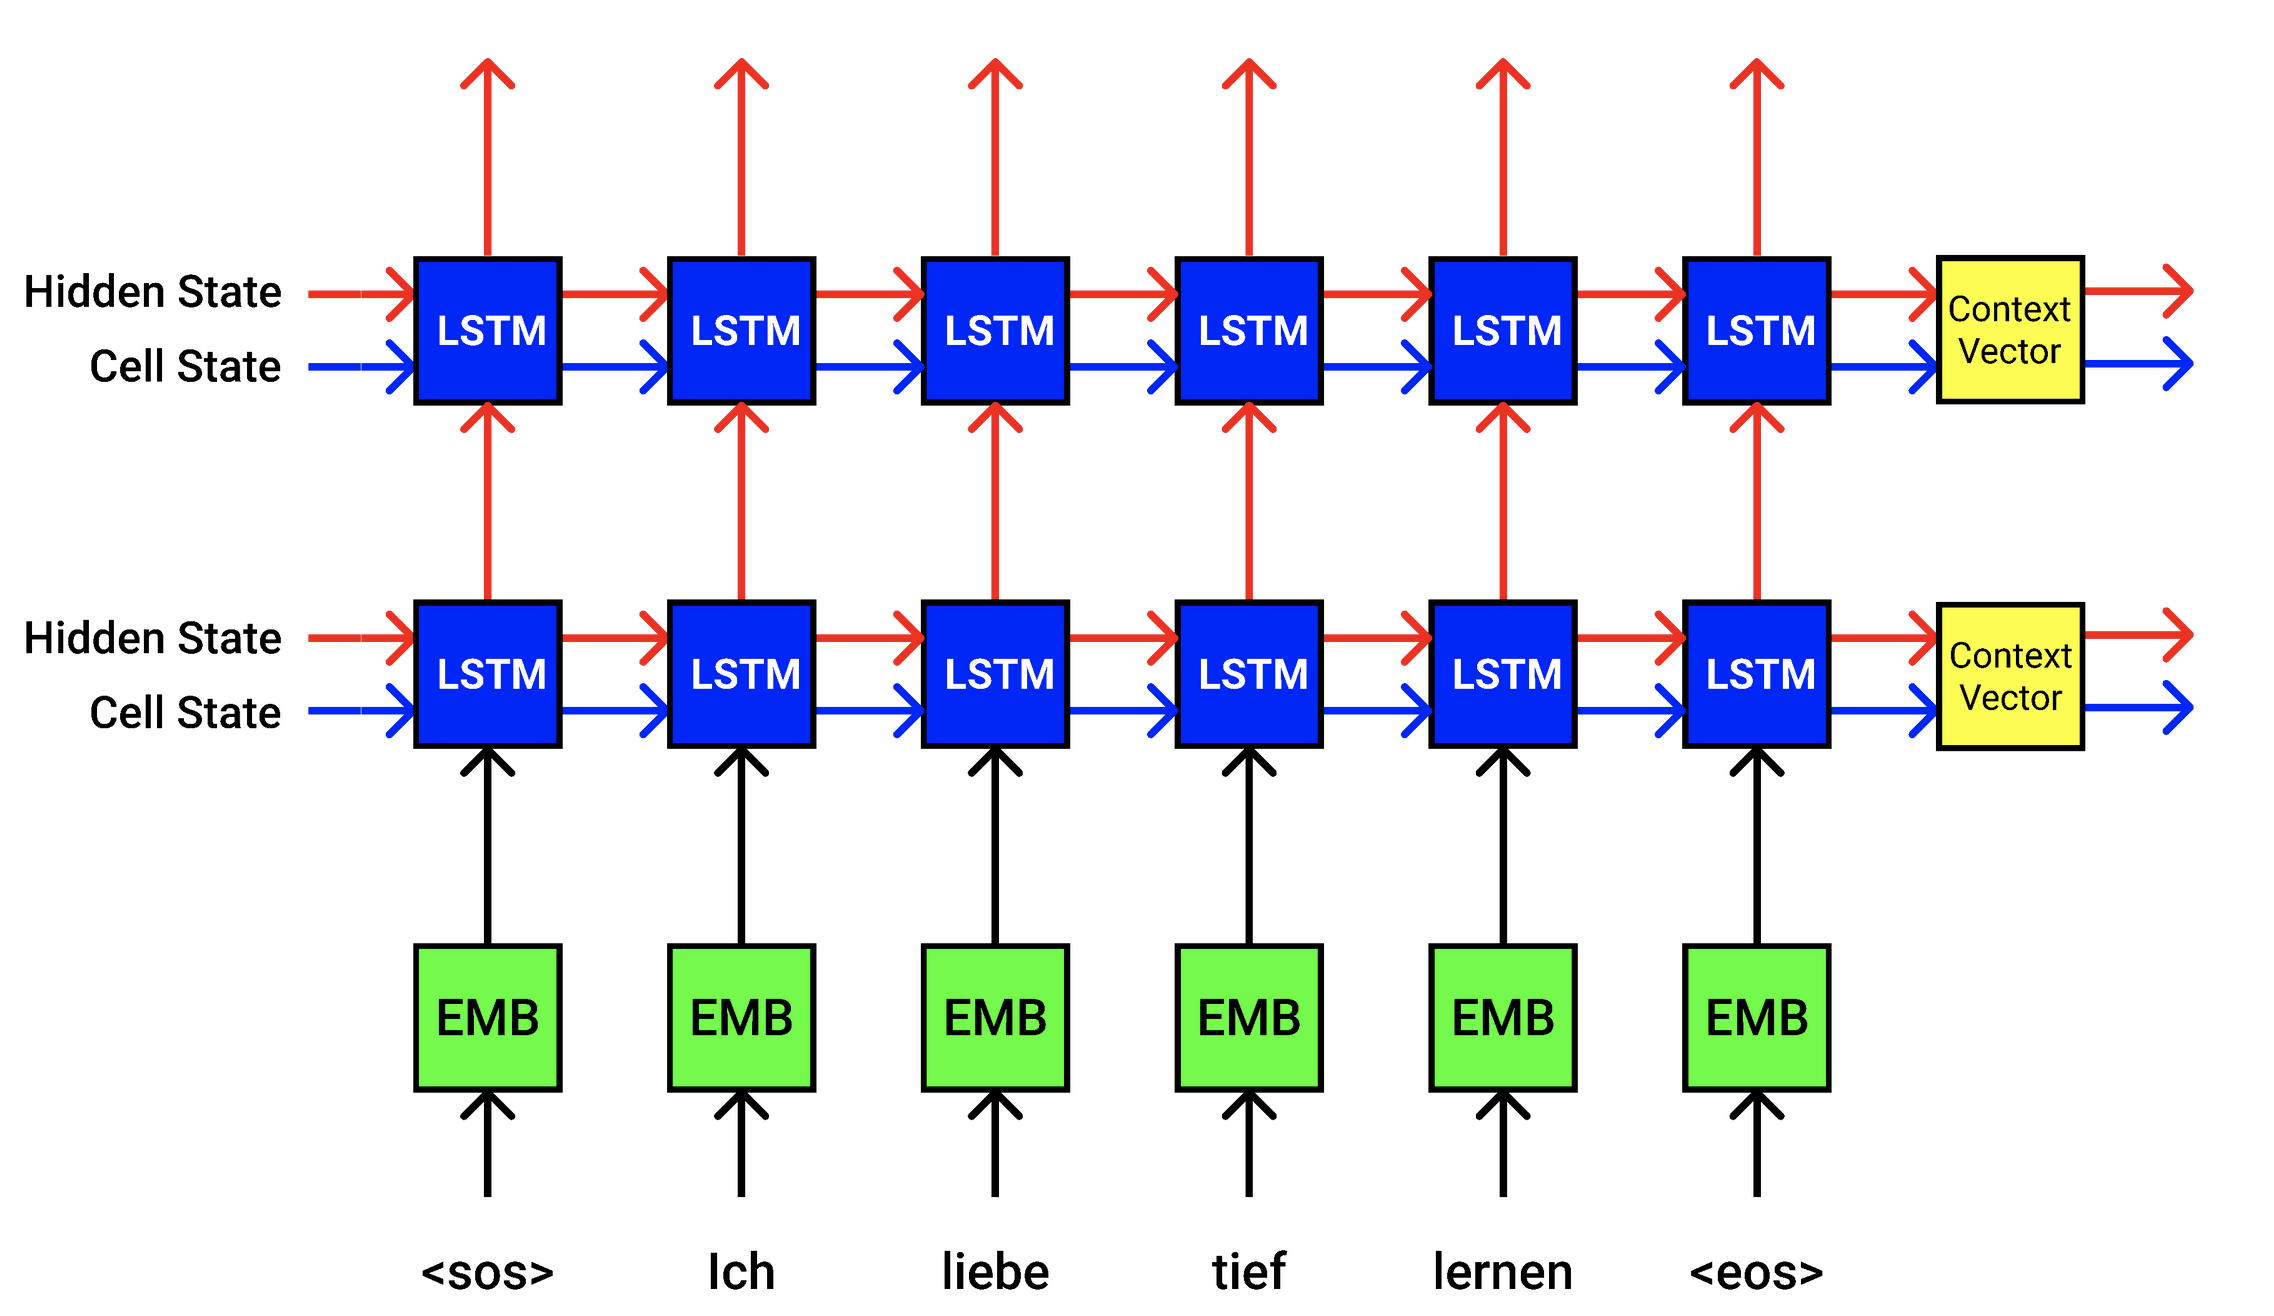 Hidden State
LSTM LSTM LSTM LSTM LSTM LSTM
Context
Vector
Cell State
Hidden State
LSTM LSTM LSTM LSTM LSTM LSTM
Context
Vector
Cell State
EMB EMB EMB EMB EMB EMB
<sos> Ich liebe tief lernen <eos>